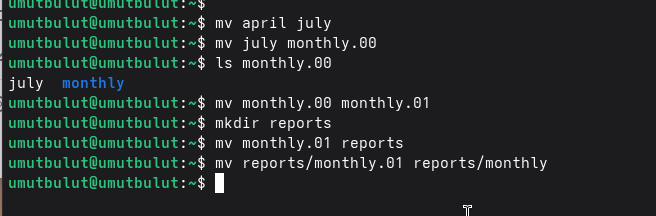 umutbulut@umutbulut:~$
umutbulut@umutbulut:~$ mv april july
umutbulut@umutbulut:~$ mv july monthly.00
umutbulut@umutbulut:~$ ls monthly.00
july  monthly
umutbulut@umutbulut:~$ mv monthly.00 monthly.01
umutbulut@umutbulut:~$ mkdir reports
umutbulut@umutbulut:~$ mv monthly.01 reports
umutbulut@umutbulut:~$ mv reports/monthly.01 reports/monthly
umutbulut@umutbulut:~$